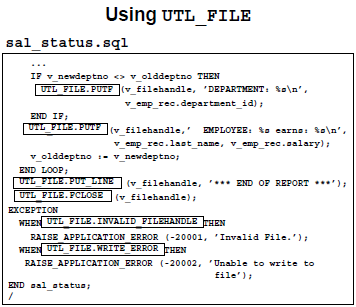 Using UTL_FILE
sal_status.sql
...
IF v_newdeptno <> v_olddeptno THEN
UTL_FILE.PUTF (v_filehandle, 'DEPARTMENT: %s\n',
v_emp_rec.department_id);
END IF;
UTL_FILE.PUTF (v_filehandle,' EMPLOYEE: %s earns: %s\n',
v_emp_rec.last_name, v_emp_rec.salary);
v_olddeptno := v_newdeptno;
END LOOP;
UTL_FILE.PUT_LINE (v_filehandle, '*** END OF REPORT ***');
UTL_FILE.FCLOSE (v_filehandle);
EXCEPTION
WHEN UTL_FILE.INVALID_FILEHANDLE THEN
RAISE_APPLICATION_ERROR (-20001, 'Invalid File.');
WHEN UTL_FILE.WRITE_ERROR THEN
RAISE_APPLICATION_ERROR (-20002, 'Unable to write to
file');
END sal_status;
/